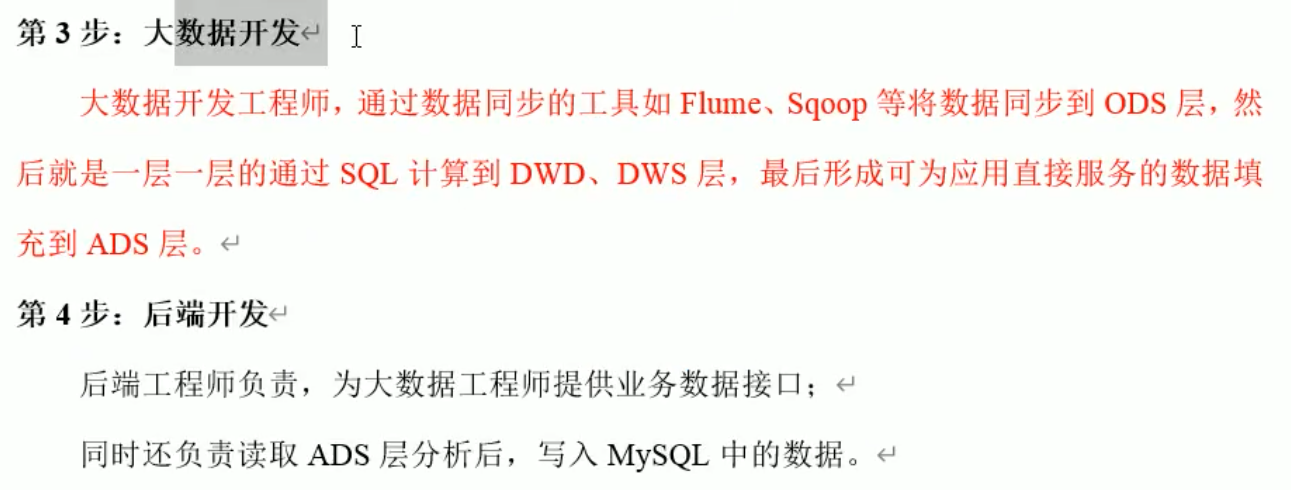 第 3 步：大数据开发↵
大数据开发工程师，通过数据同步的工具如 Flume、Sqoop 等将数据同步到 ODS 层，然
后就是一层一层的通过 SQL 计算到 DWD、DWS 层，最后形成可为应用直接服务的数据填
充到 ADS 层。↵
第 4 步：后端开发↵
后端工程师负责，为大数据工程师提供业务数据接口；↵
同时还负责读取 ADS 层分析后，写入 MySQL 中的数据。↵